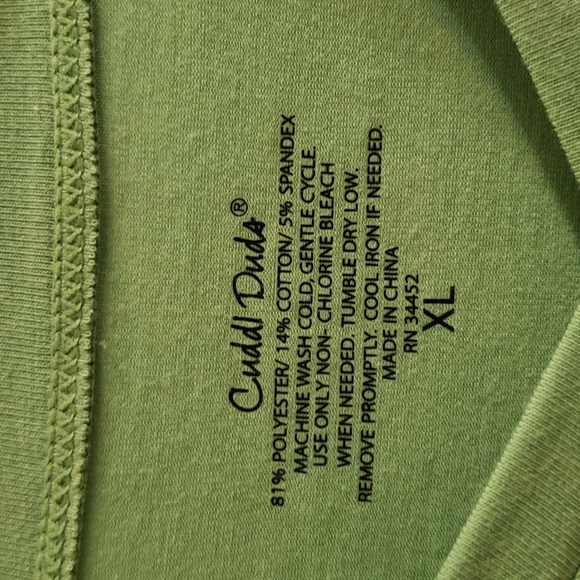 Cuddl Duds®
81% POLYESTER/ 14% COTTON/ 5% SPANDEX
MACHINE WASH COLD, GENTLE CYCLE.
USE ONLY NON- CHLORINE BLEACH
WHEN NEEDED. TUMBLE DRY LOW.
REMOVE PROMPTLY. COOL IRON IF NEEDED.
MADE IN CHINA
RN 34452
XL